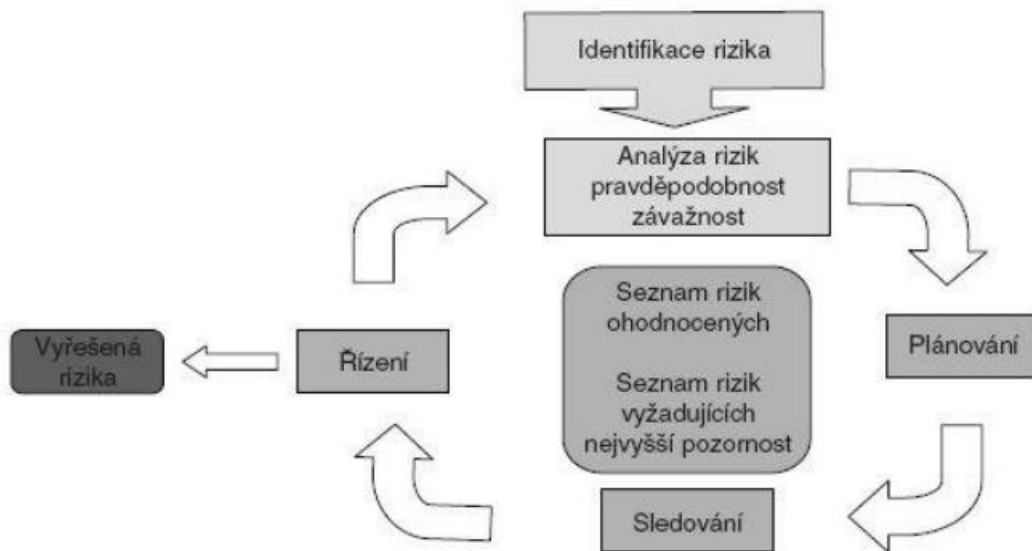 Identifikace rizika
Analýza rizik
pravděpodobnost
závažnost
Seznam rizik
ohodnocených
Seznam rizik
vyžadujících
nejvyšší pozornost
Plánování
Sledování
Řízení
Vyřešená
rizika